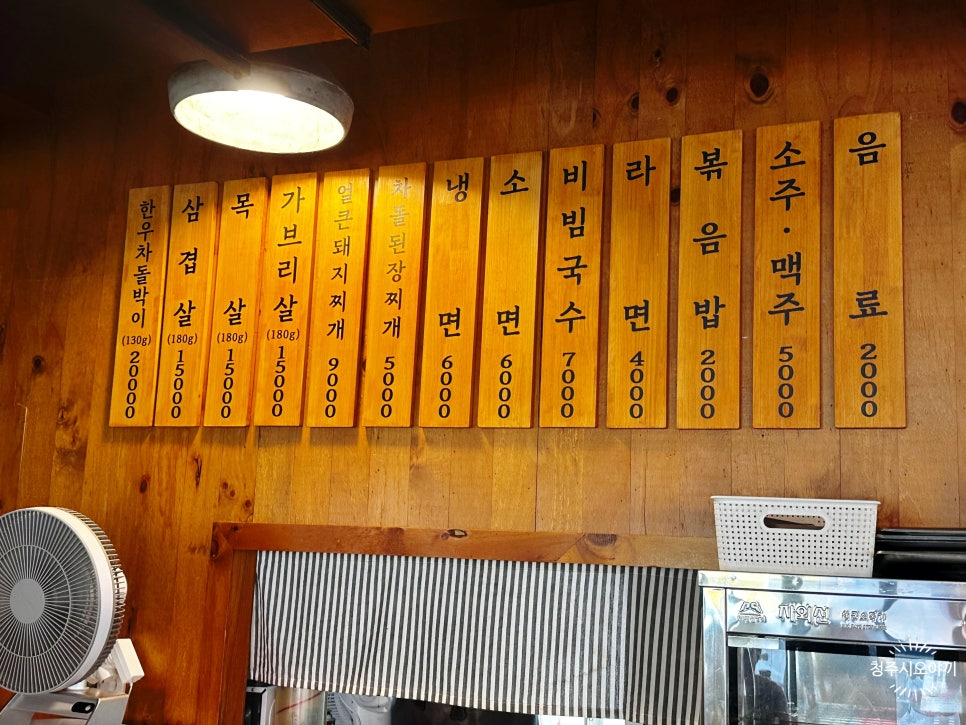 한우차돌박이
(130g)
20000
삼겹살
(180g)
15000
목살
(180g)
15000
가브리살
(180g)
15000
얼큰돼지찌개
9000
차돌된장찌개
5000
냉면
6000
소면
6000
비빔국수
7000
라면
4000
볶음밥
2000
소주·맥주
5000
음료
2000
자외선
청주시오야기